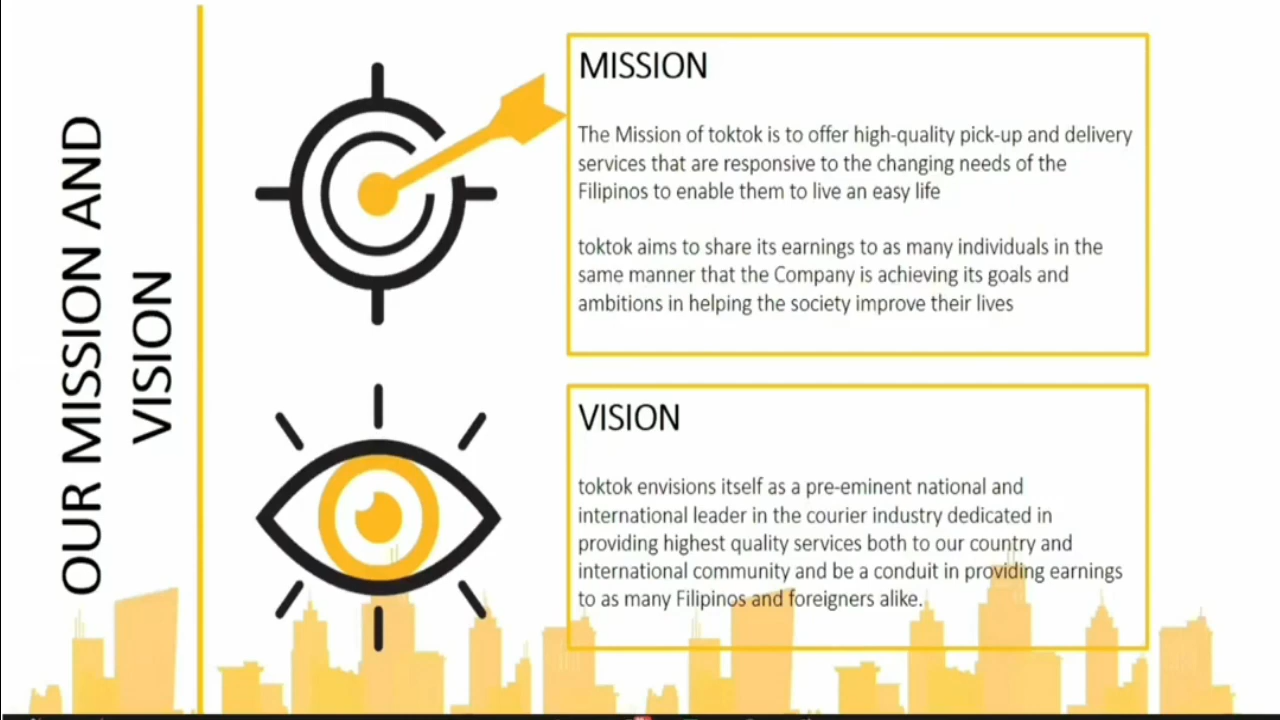 OUR MISSION AND
VISION
MISSION
The Mission of toktok is to offer high-quality pick-up and delivery
services that are responsive to the changing needs of the
Filipinos to enable them to live an easy life
toktok aims to share its earnings to as many individuals in the
same manner that the Company is achieving its goals and
ambitions in helping the society improve their lives
VISION
toktok envisions itself as a pre-eminent national and
international leader in the courier industry dedicated in
providing highest quality services both to our country and
international community and be a conduit in providing earnings
to as many Filipinos and foreigners alike.